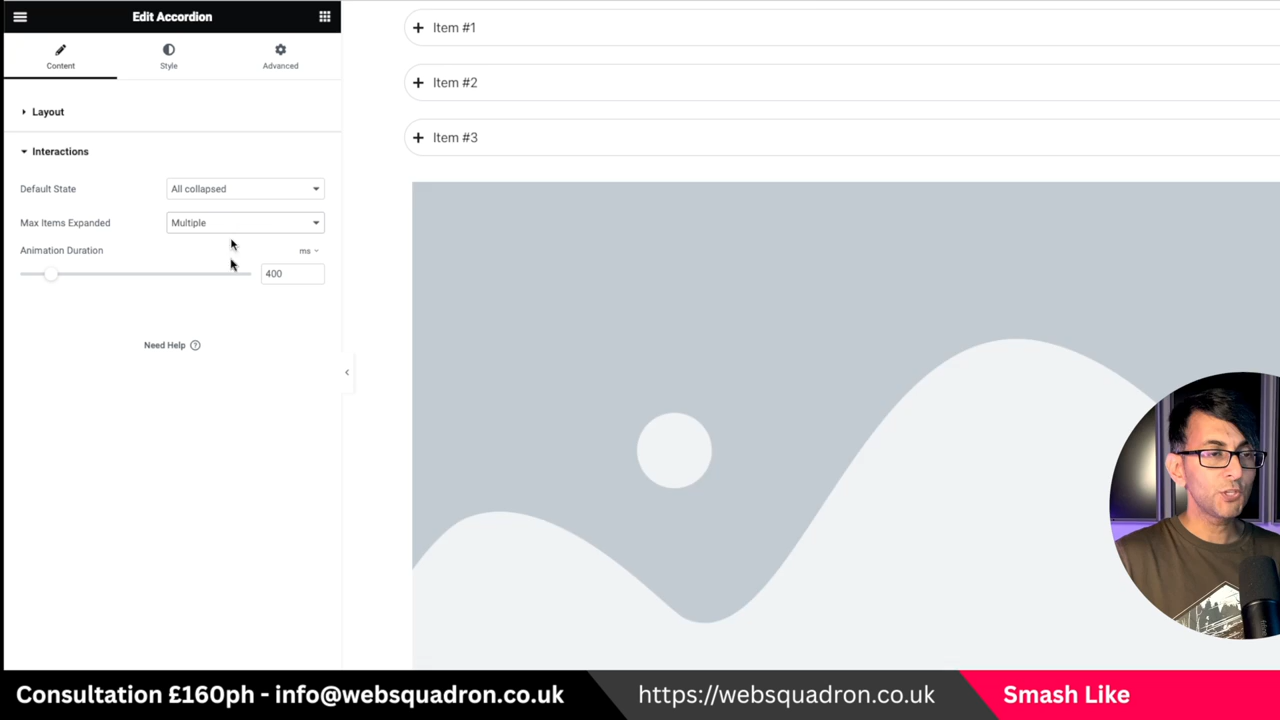 Edit Accordion
Content
Style
Advanced
Layout
Interactions
Default State
All collapsed
Max Items Expanded
Multiple
Animation Duration
ms
400
Need Help
Item #1
Item #2
Item #3
Consultation £160ph - info@websquadron.co.uk
https://websquadron.co.uk
Smash Like